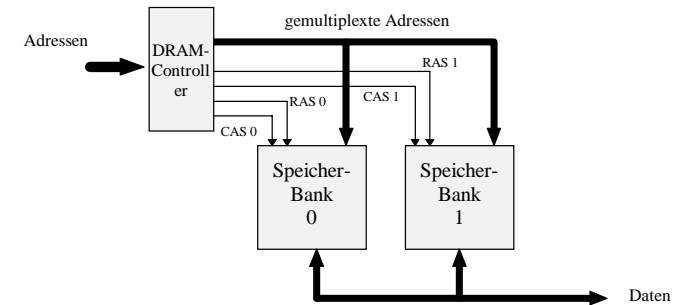 gemultiplexte Adressen
Adressen
DRAM-
Controll
er
RAS 1
CAS 1
RAS 0
CAS 0
Speicher-
Bank
0
Speicher-
Bank
1
Daten